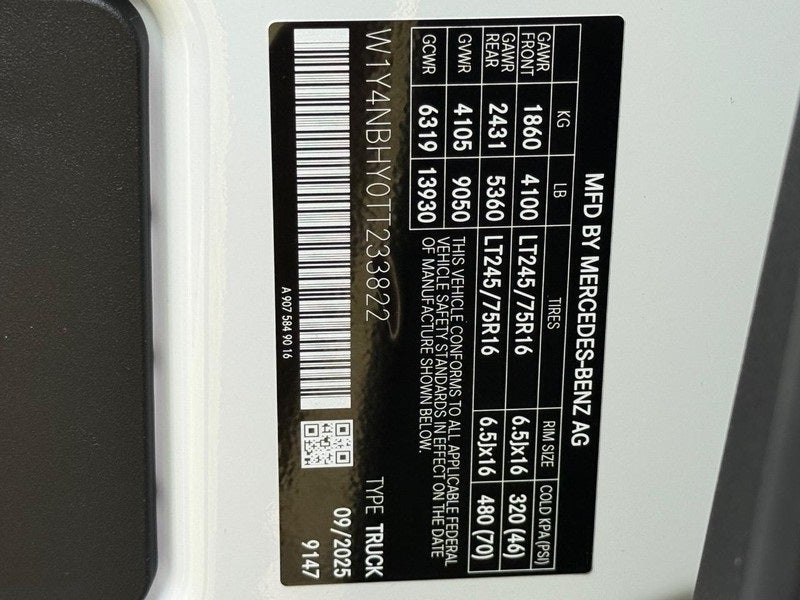 MFD BY MERCEDES-BENZ AG
KG LB TIRES RIM SIZE COLD KPA (PSI)
GAWR FRONT 1860 4100 LT245/75R16 6.5Jx16 320 (46)
GAWR REAR 2431 5360 LT245/75R16 6.5Jx16 480 (70)
GVWR 4105 9050
GCWR 6319 13930
THIS VEHICLE CONFORMS TO ALL APPLICABLE FEDERAL
VEHICLE SAFETY STANDARDS IN EFFECT ON THE DATE
OF MANUFACTURE SHOWN BELOW.
W1Y4NBHY0TT233822
TYPE TRUCK
09/2025
9147
A 907 584 90 16